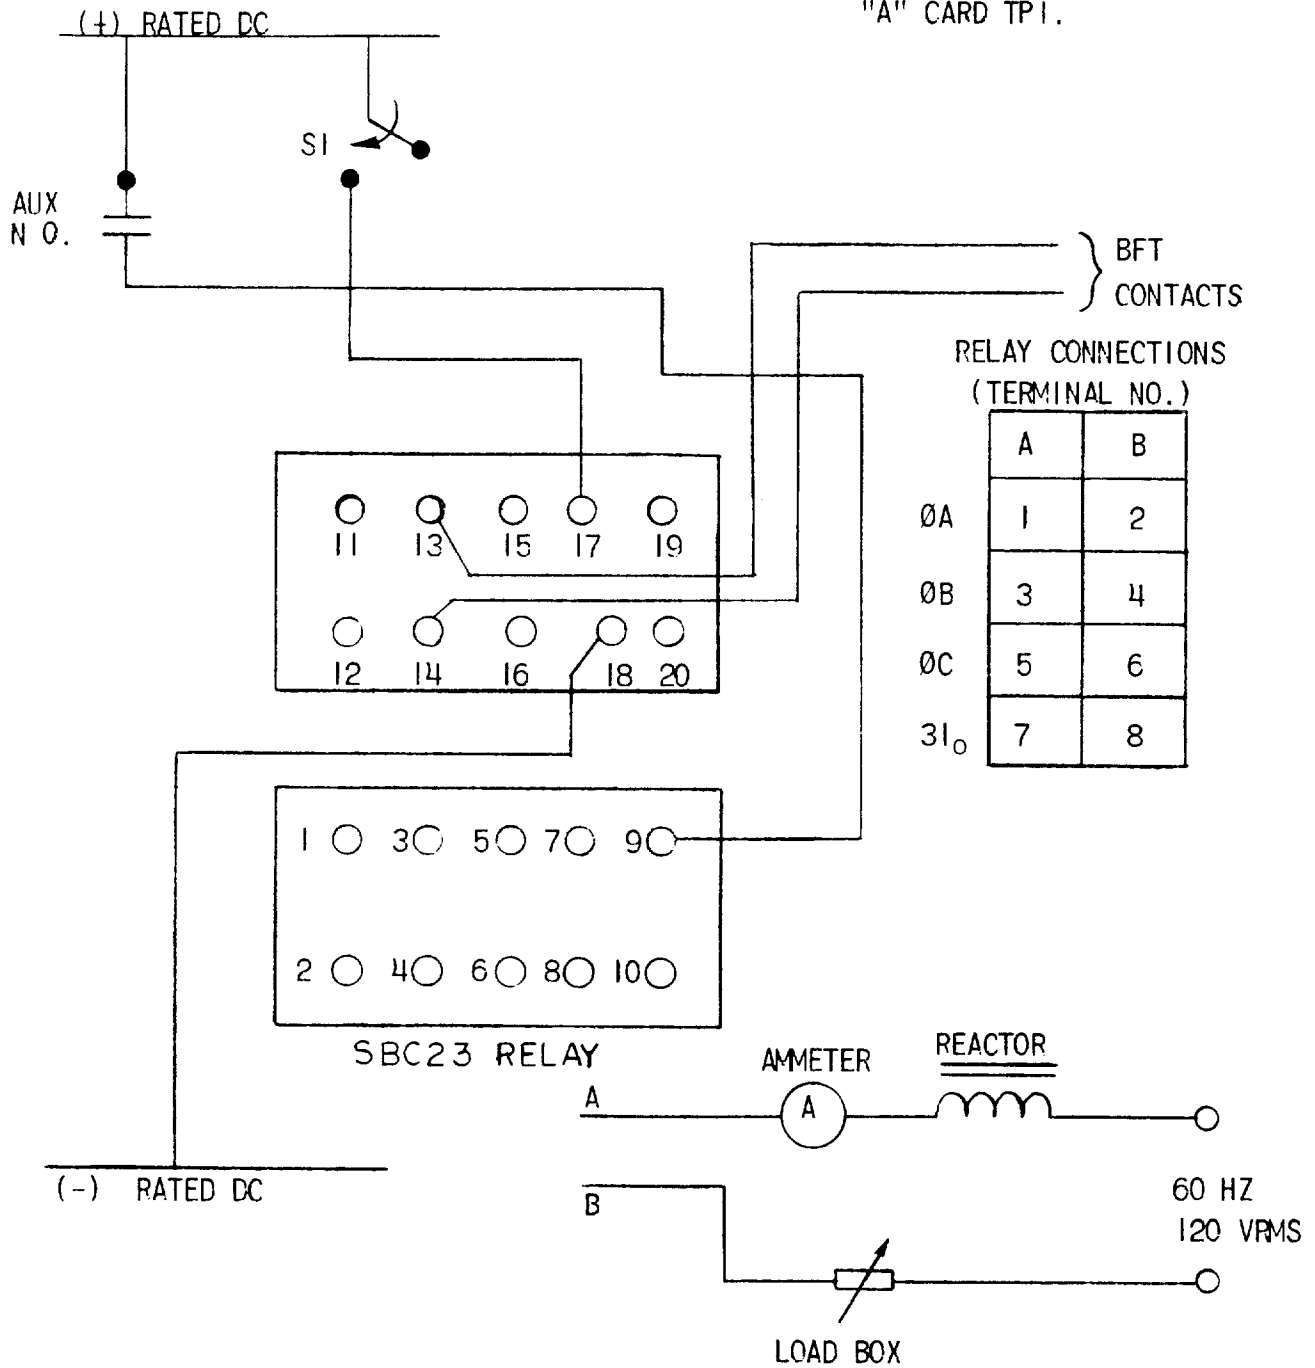 "A" CARD TP1.
(+) RATED DC
S1
AUX
N O.
BFT
CONTACTS
RELAY CONNECTIONS
(TERMINAL NO.)
A B
ØA 1 2
ØB 3 4
ØC 5 6
3I₀ 7 8
11 13 15 17 19
12 14 16 18 20
1 3 5 7 9
2 4 6 8 10
SBC23 RELAY
AMMETER
REACTOR
A
A
B
(-) RATED DC
60 HZ
120 VRMS
LOAD BOX